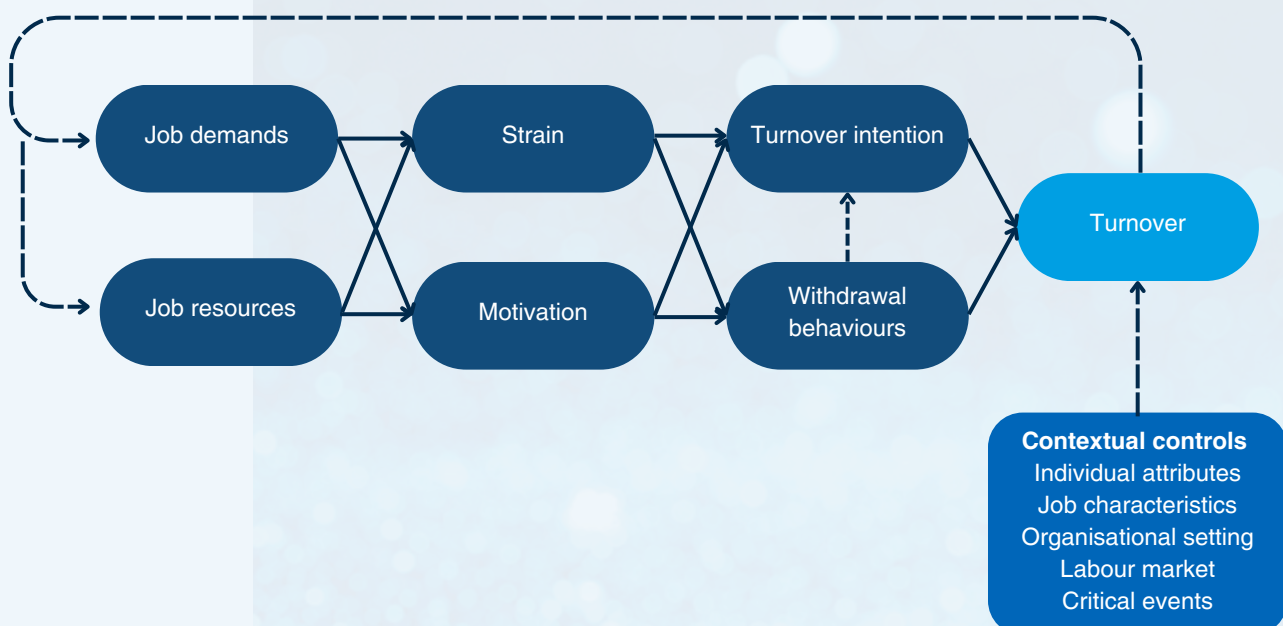 Job demands
Strain
Turnover intention
Turnover
Job resources
Motivation
Withdrawal
behaviours
Contextual controls
Individual attributes
Job characteristics
Organisational setting
Labour market
Critical events